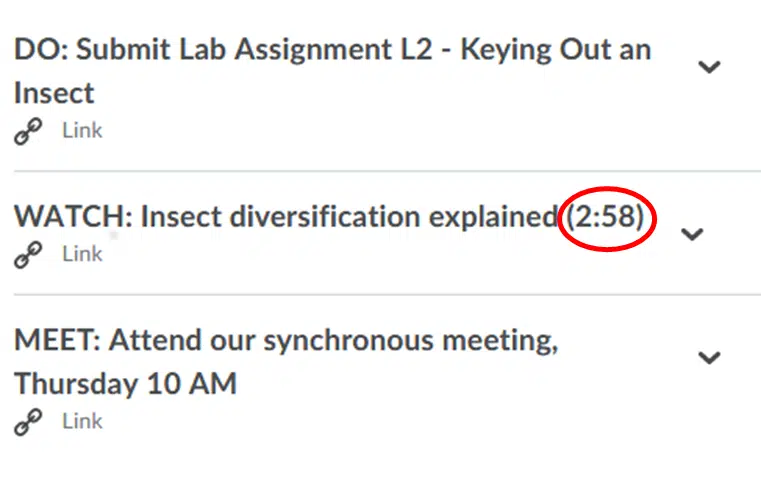 DO: Submit Lab Assignment L2 - Keying Out an
Insect
Link
WATCH: Insect diversification explained (2:58)
Link
MEET: Attend our synchronous meeting,
Thursday 10 AM
Link